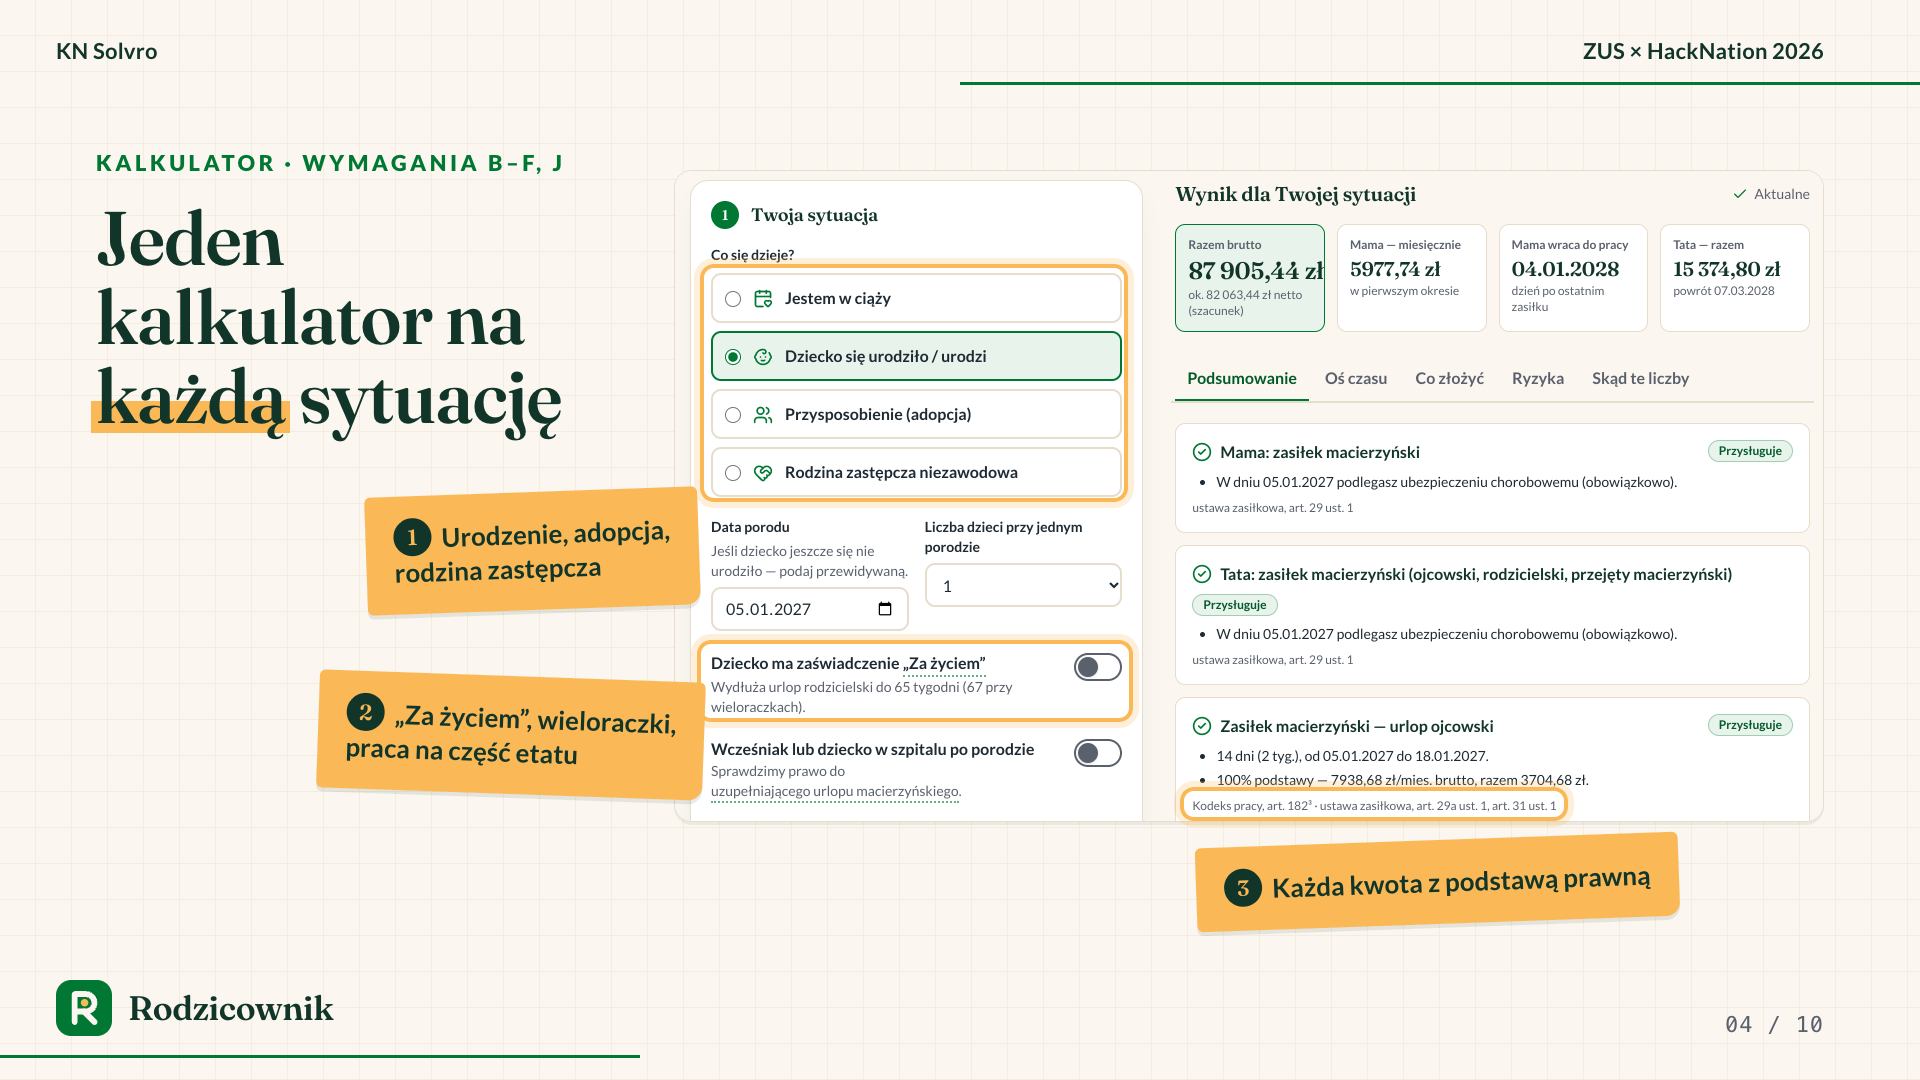 KN Solvro
ZUS × HackNation 2026
KALKULATOR · WYMAGANIA B–F, J
Jeden
kalkulator na
każdą sytuację
1 Urodzenie, adopcja,
rodzina zastępcza
2 „Za życiem”, wieloraczki,
praca na część etatu
1 Twoja sytuacja
Co się dzieje?
Jestem w ciąży
Dziecko się urodziło / urodzi
Przysposobienie (adopcja)
Rodzina zastępcza niezawodowa
Data porodu
Jeśli dziecko jeszcze się nie
urodziło — podaj przewidywaną.
05.01.2027
Liczba dzieci przy jednym
porodzie
1
Dziecko ma zaświadczenie „Za życiem”
Wydłuża urlop rodzicielski do 65 tygodni (67 przy
wieloraczkach).
Wcześniak lub dziecko w szpitalu po porodzie
Sprawdzimy prawo do
uzupełniającego urlopu macierzyńskiego.
Wynik dla Twojej sytuacji
Aktualne
Razem brutto
87 905,44 zł
ok. 82 063,44 zł netto
(szacunek)
Mama — miesięcznie
5977,74 zł
w pierwszym okresie
Mama wraca do pracy
04.01.2028
dzień po ostatnim
zasiłku
Tata — razem
15 374,80 zł
powrót 07.03.2028
Podsumowanie
Oś czasu
Co złożyć
Ryzyka
Skąd te liczby
Mama: zasiłek macierzyński
Przysługuje
• W dniu 05.01.2027 podlegasz ubezpieczeniu chorobowemu (obowiązkowo).
ustawa zasiłkowa, art. 29 ust. 1
Tata: zasiłek macierzyński (ojcowski, rodzicielski, przejęty macierzyński)
Przysługuje
• W dniu 05.01.2027 podlegasz ubezpieczeniu chorobowemu (obowiązkowo).
ustawa zasiłkowa, art. 29 ust. 1
Zasiłek macierzyński — urlop ojcowski
Przysługuje
• 14 dni (2 tyg.), od 05.01.2027 do 18.01.2027.
• 100% podstawy — 7938,68 zł/mies. brutto, razem 3704,68 zł.
Kodeks pracy, art. 182³ · ustawa zasiłkowa, art. 29a ust. 1, art. 31 ust. 1
3 Każda kwota z podstawą prawną
Rodzicownik
04 / 10